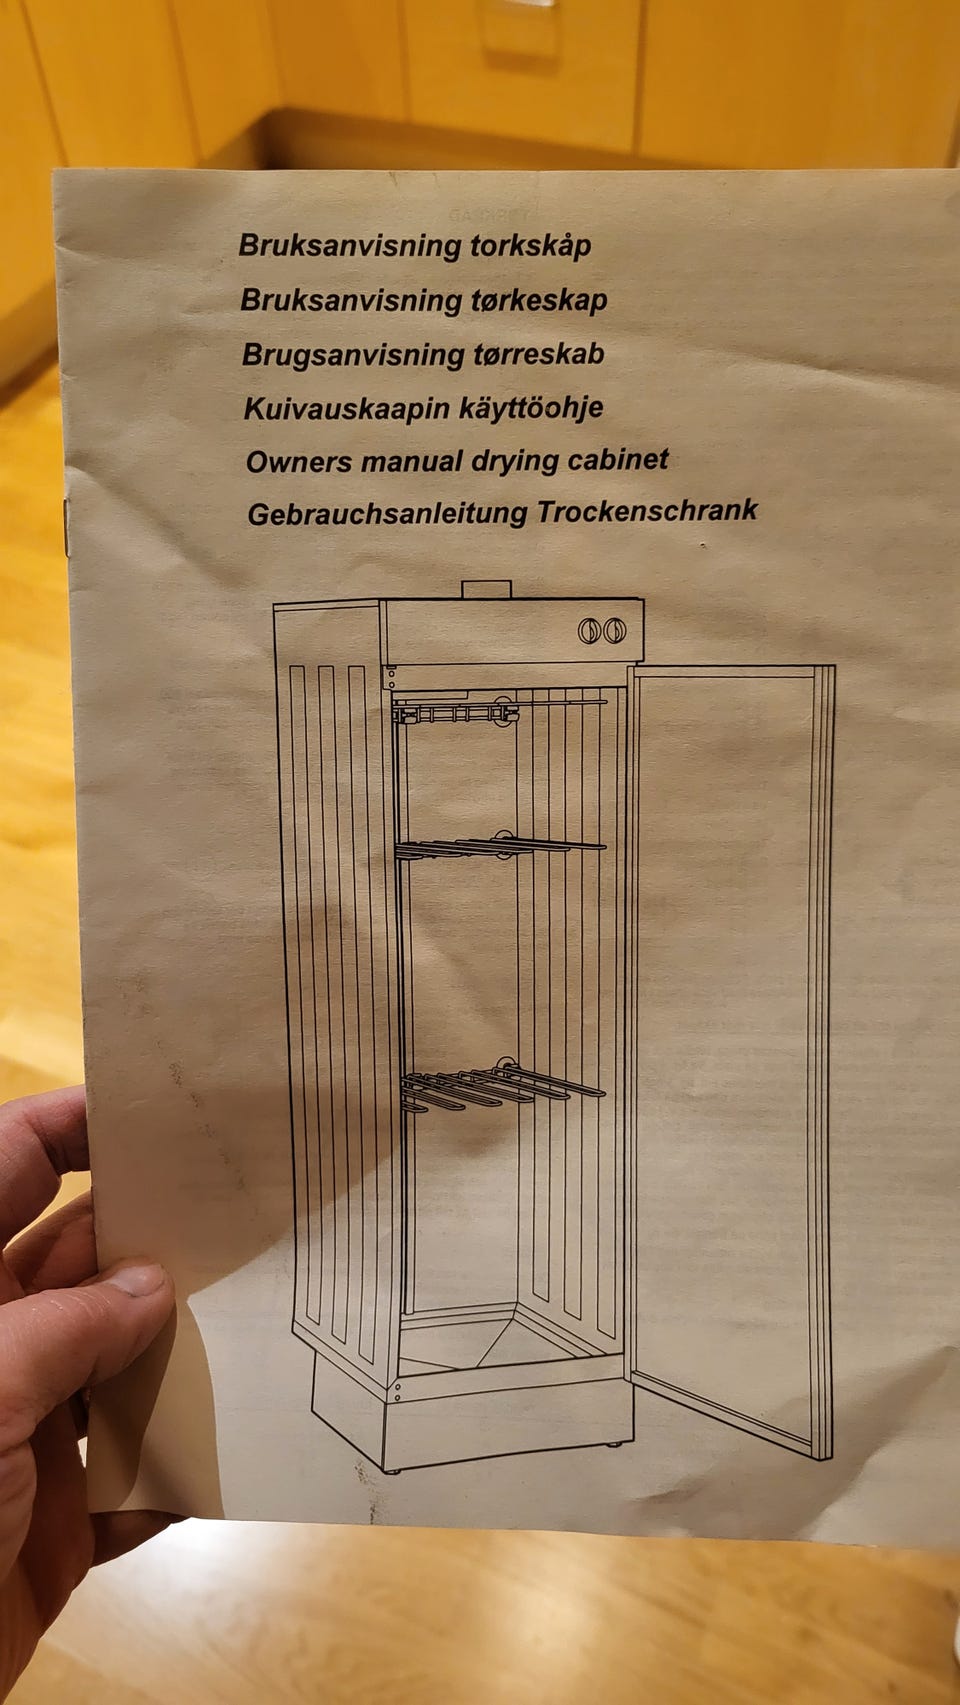 Bruksanvisning torkskåp
Bruksanvisning tørkeskap
Brugsanvisning tørreskab
Kuivauskaapin käyttöohje
Owners manual drying cabinet
Gebrauchsanleitung Trockenschrank